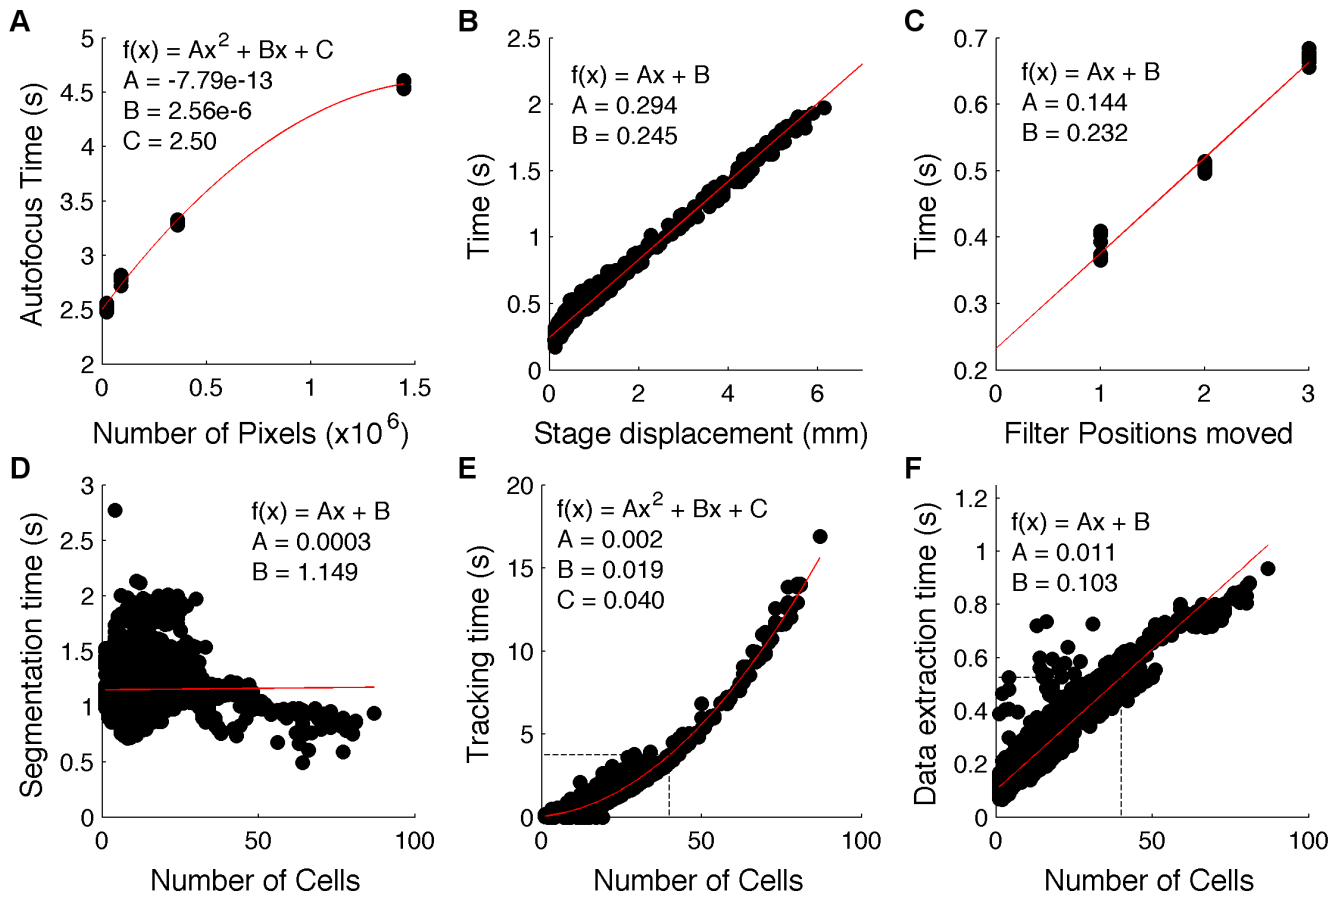 A
5
4.5
4
3.5
3
2.5
2
f(x) = Ax² + Bx + C
A = -7.79e-13
B = 2.56e-6
C = 2.50
Autofocus Time (s)
0
0.5
1
1.5
Number of Pixels (x10⁶)
B
2.5
2
1.5
1
0.5
0
f(x) = Ax + B
A = 0.294
B = 0.245
Time (s)
0
2
4
6
Stage displacement (mm)
C
0.7
0.6
0.5
0.4
0.3
0.2
f(x) = Ax + B
A = 0.144
B = 0.232
Time (s)
0
1
2
3
Filter Positions moved
D
3
2.5
2
1.5
1
0.5
0
f(x) = Ax + B
A = 0.0003
B = 1.149
Segmentation time (s)
0
50
100
Number of Cells
E
20
15
10
5
0
f(x) = Ax² + Bx + C
A = 0.002
B = 0.019
C = 0.040
Tracking time (s)
0
50
100
Number of Cells
F
1.2
1
0.8
0.6
0.4
0.2
0
f(x) = Ax + B
A = 0.011
B = 0.103
Data extraction time (s)
0
50
100
Number of Cells